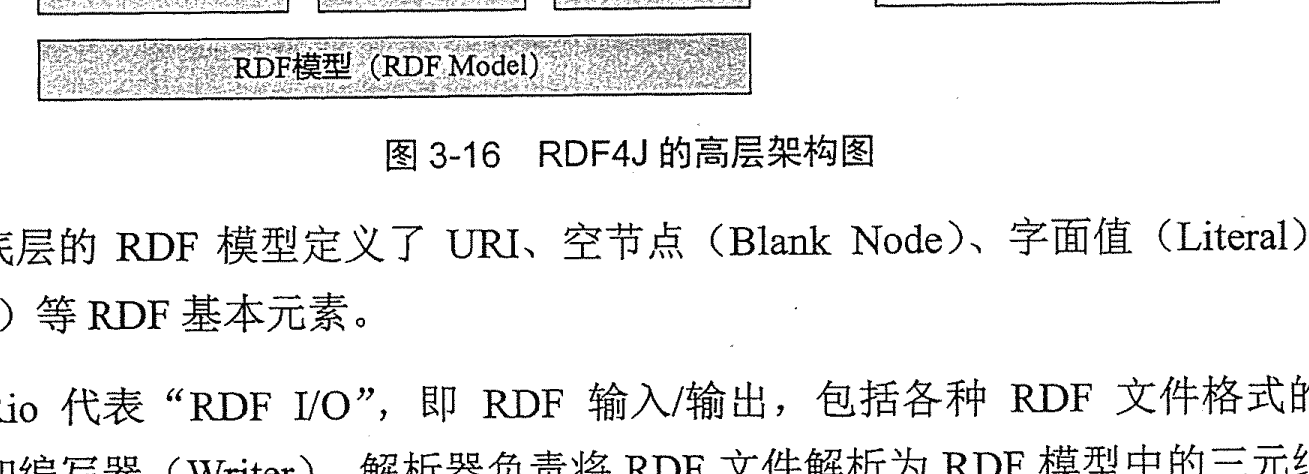 RDF模型（RDF Model）
图 3-16 RDF4J 的高层架构图
底层的 RDF 模型定义了 URI、空节点（Blank Node）、字面值（Literal）
）等 RDF 基本元素。
io 代表“RDF I/O”，即 RDF 输入/输出，包括各种 RDF 文件格式的
编写器（Writer）。解析器负责将 RDF 文件解析为 RDF 模型中的三元组